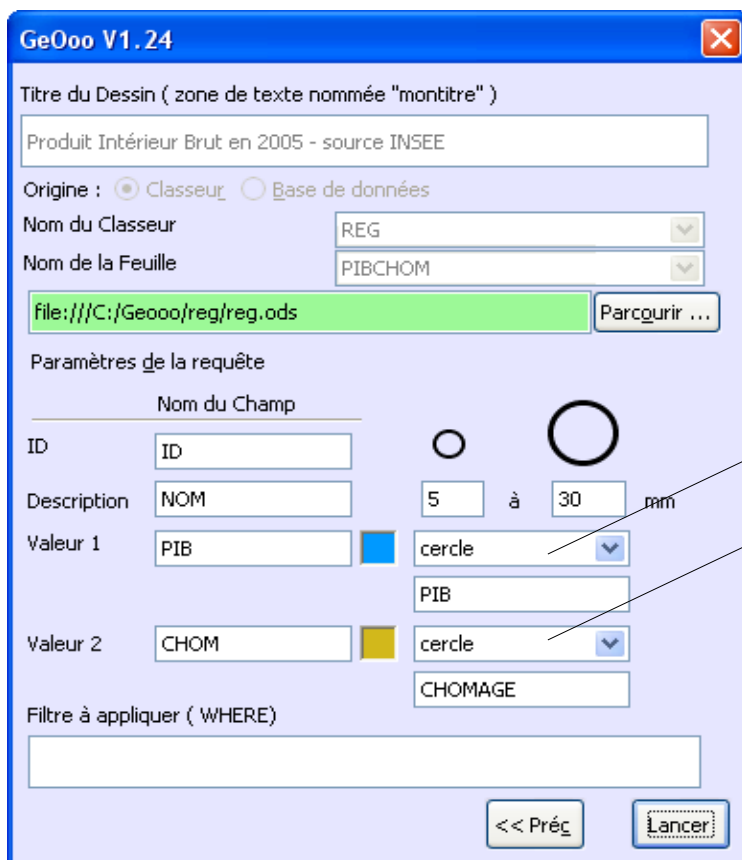 GeOoo V1.24
Titre du Dessin ( zone de texte nommée "montitre" )
Produit Intérieur Brut en 2005 - source INSEE
Origine : Classeur Base de données
Nom du Classeur REG
Nom de la Feuille PIBCHOM
file:///C:/Geooo/reg/reg.ods Parcourir ...
Paramètres de la requête
Nom du Champ
ID ID
Description NOM 5 à 30 mm
Valeur 1 PIB cercle
PIB
Valeur 2 CHOM cercle
CHOMAGE
Filtre à appliquer ( WHERE)
<< Préc Lancer